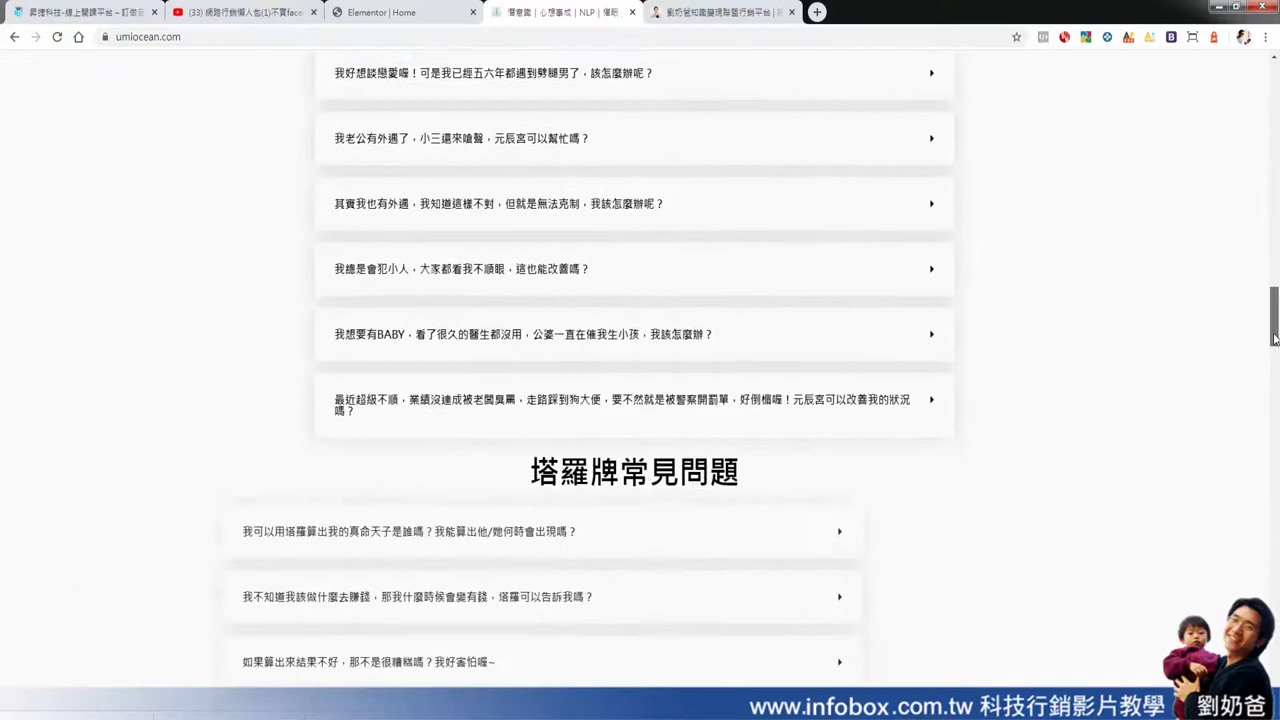 昇捷科技-線上開課平台 – 訂做屬
(33) 網路行銷懶人包(1)不買face
Elementor | Home
潛意識 | 心想事成 | NLP | 催眠
劉奶爸知識變現聯盟行銷平台 | 
umiocean.com
我好想談戀愛喔！可是我已經五六年都遇到劈腿男了，該怎麼辦呢？
我老公有外遇了，小三還來嗆聲，元辰宮可以幫忙嗎？
其實我也有外遇，我知道這樣不對，但就是無法克制，我該怎麼辦呢？
我總是會犯小人，大家都看我不順眼，這也能改善嗎？
我想要有BABY，看了很久的醫生都沒用，公婆一直在催我生小孩，我該怎麼辦？
最近超級不順，業績沒達成被老闆臭罵，走路踩到狗大便，要不然就是被警察開罰單，好倒楣喔！元辰宮可以改善我的狀況
嗎？
塔羅牌常見問題
我可以用塔羅算出我的真命天子是誰嗎？我能算出他/她何時會出現嗎？
我不知道我該做什麼去賺錢，那我什麼時候會變有錢，塔羅可以告訴我嗎？
如果算出來結果不好，那不是很糟糕嗎？我好害怕喔~
www.infobox.com.tw 科技行銷影片教學
劉奶爸